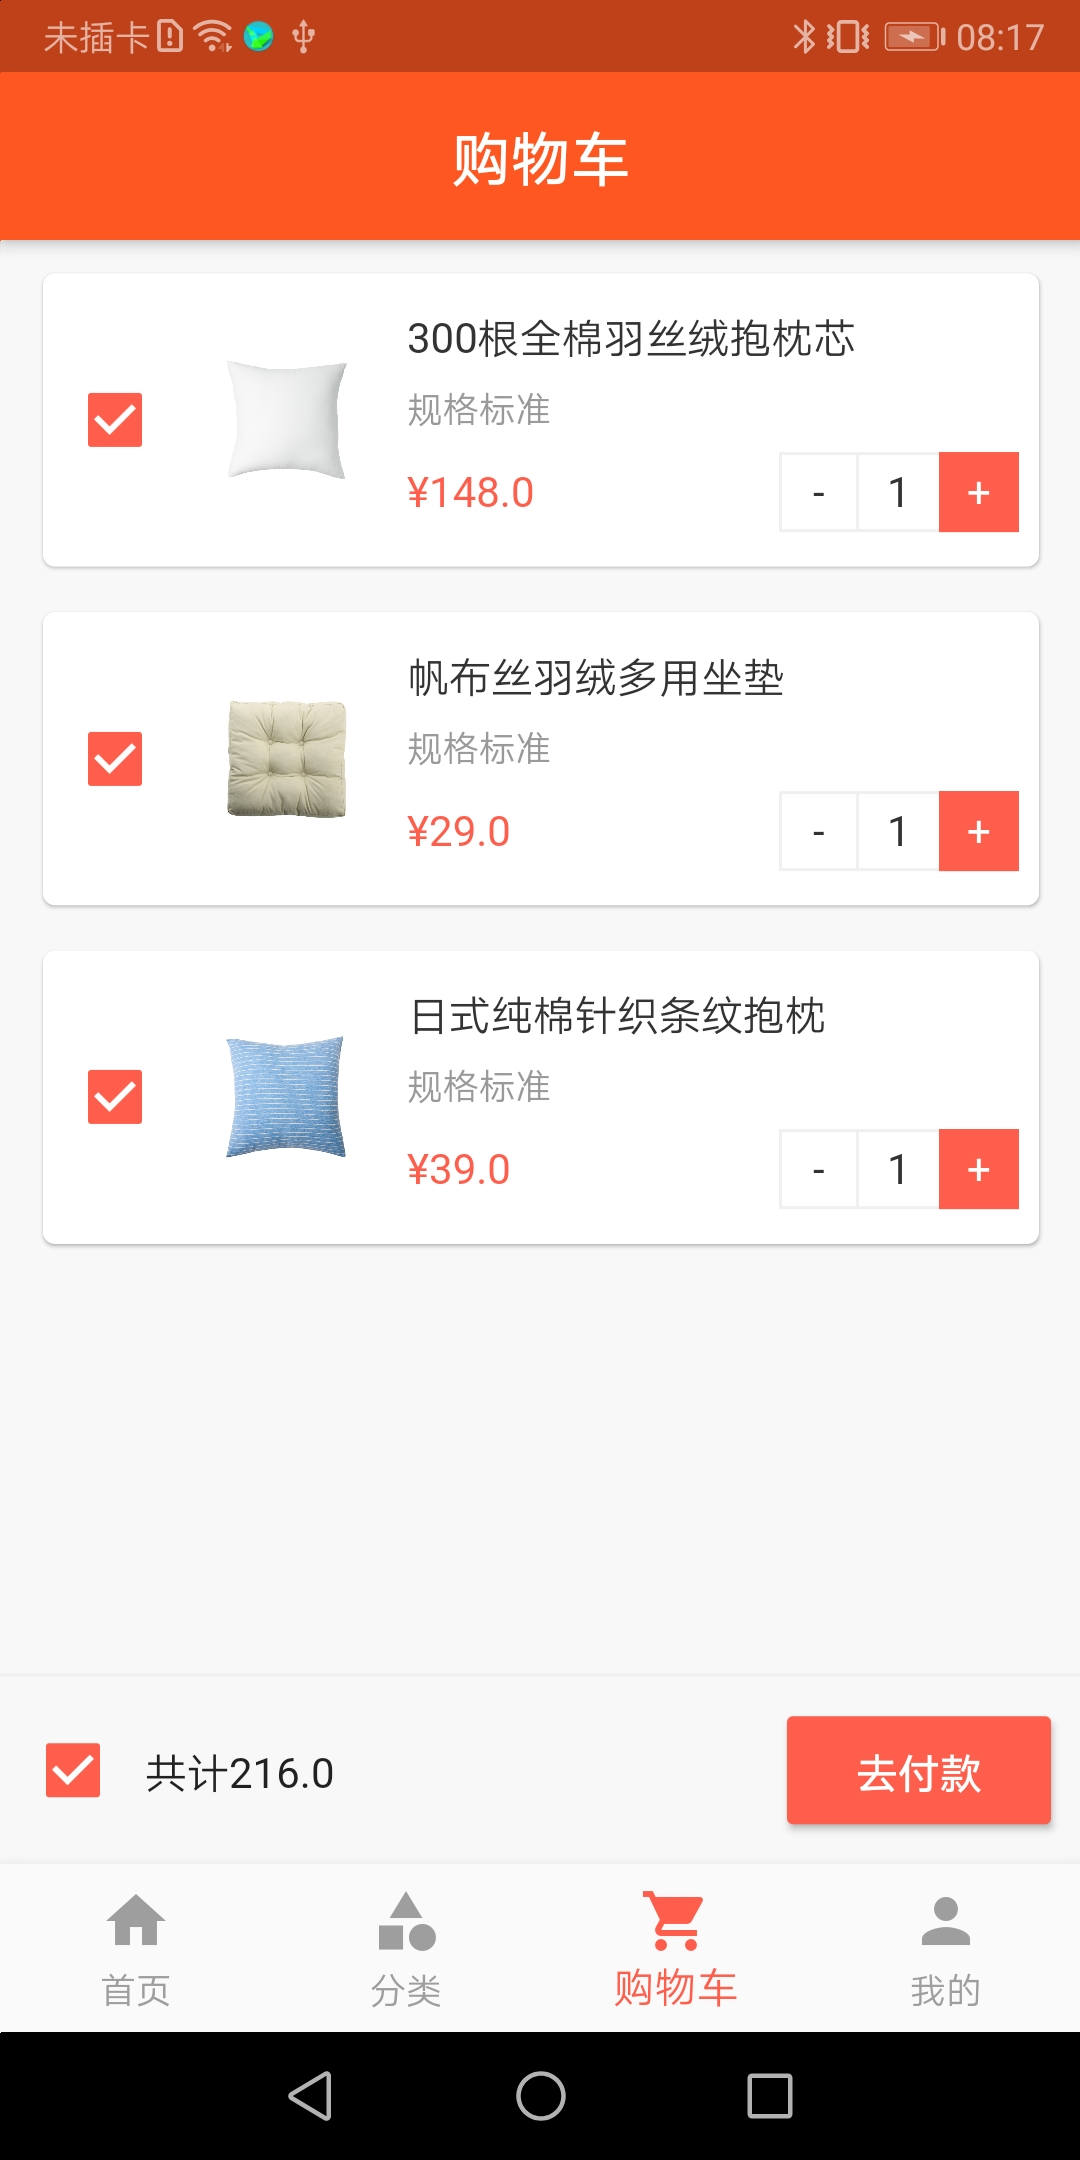 未插卡 08:17
购物车
300根全棉羽丝绒抱枕芯
规格标准
¥148.0 - 1 +
帆布丝羽绒多用坐垫
规格标准
¥29.0 - 1 +
日式纯棉针织条纹抱枕
规格标准
¥39.0 - 1 +
共计216.0 去付款
首页 分类 购物车 我的